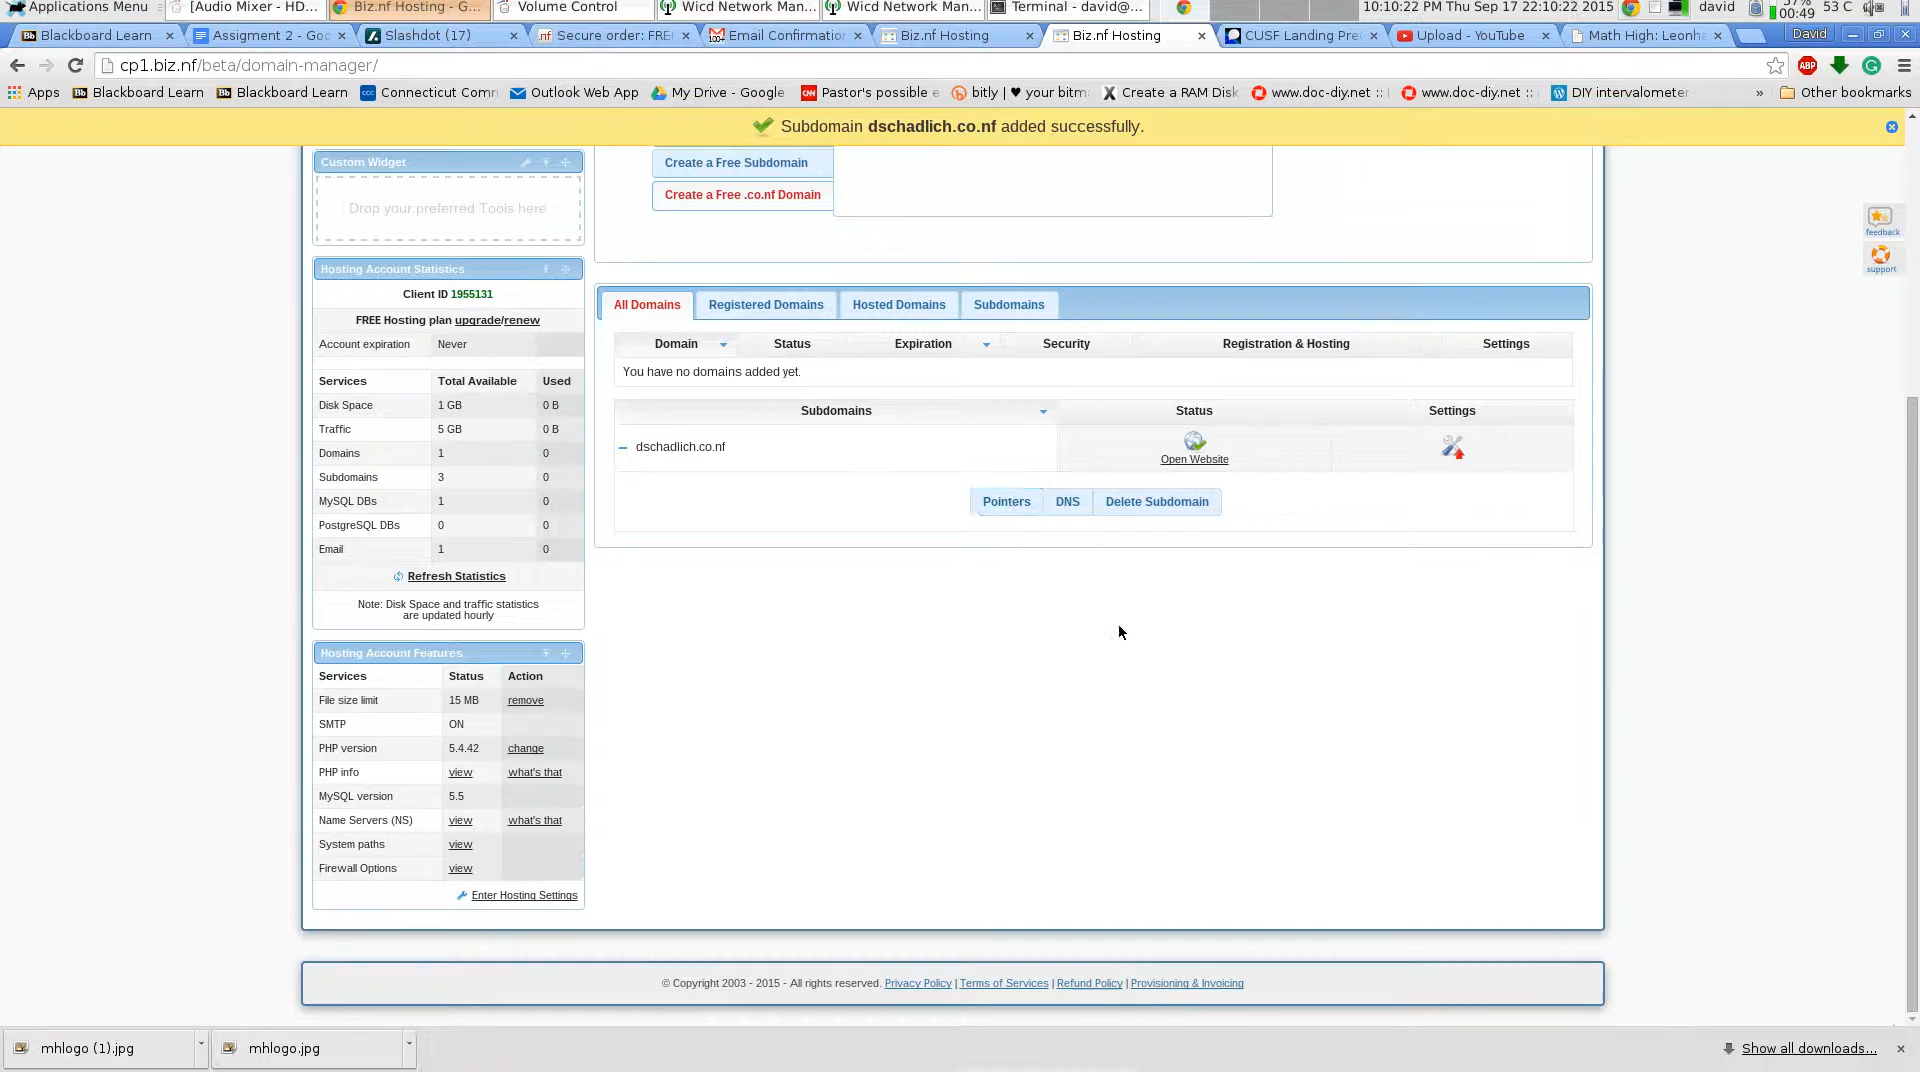 Applications Menu [Audio Mixer - HD... Biz.nf Hosting - G... Volume Control Wicd Network Man... Wicd Network Man... Terminal - david@... 10:10:22 PM Thu Sep 17 22:10:22 2015 david 57% 00:49 53 C
Blackboard Learn Assigment 2 - Goc Slashdot (17) Secure order: FREE Email Confirmatio Biz.nf Hosting Biz.nf Hosting CUSF Landing Pre Upload - YouTube Math High: Leonha David
cp1.biz.nf/beta/domain-manager/
Apps Blackboard Learn Blackboard Learn Connecticut Com Outlook Web App My Drive - Google Pastor's possible e bitly | ♥ your bitm Create a RAM Disk www.doc-diy.net :: www.doc-diy.net :: DIY intervalometer » Other bookmarks
Subdomain dschadlich.co.nf added successfully.
Custom Widget
Drop your preferred Tools here
Create a Free Subdomain
Create a Free .co.nf Domain
feedback
support
Hosting Account Statistics
Client ID 1955131
FREE Hosting plan upgrade/renew
Account expiration Never
Services Total Available Used
Disk Space 1 GB 0 B
Traffic 5 GB 0 B
Domains 1 0
Subdomains 3 0
MySQL DBs 1 0
PostgreSQL DBs 0 0
Email 1 0
Refresh Statistics
Note: Disk Space and traffic statistics
are updated hourly
All Domains Registered Domains Hosted Domains Subdomains
Domain Status Expiration Security Registration & Hosting Settings
You have no domains added yet.
Subdomains Status Settings
dschadlich.co.nf Open Website
Pointers DNS Delete Subdomain
Hosting Account Features
Services Status Action
File size limit 15 MB remove
SMTP ON
PHP version 5.4.42 change
PHP info view what's that
MySQL version 5.5
Name Servers (NS) view what's that
System paths view
Firewall Options view
Enter Hosting Settings
© Copyright 2003 - 2015 - All rights reserved. Privacy Policy | Terms of Services | Refund Policy | Provisioning & Invoicing
mhlogo (1).jpg mhlogo.jpg Show all downloads...